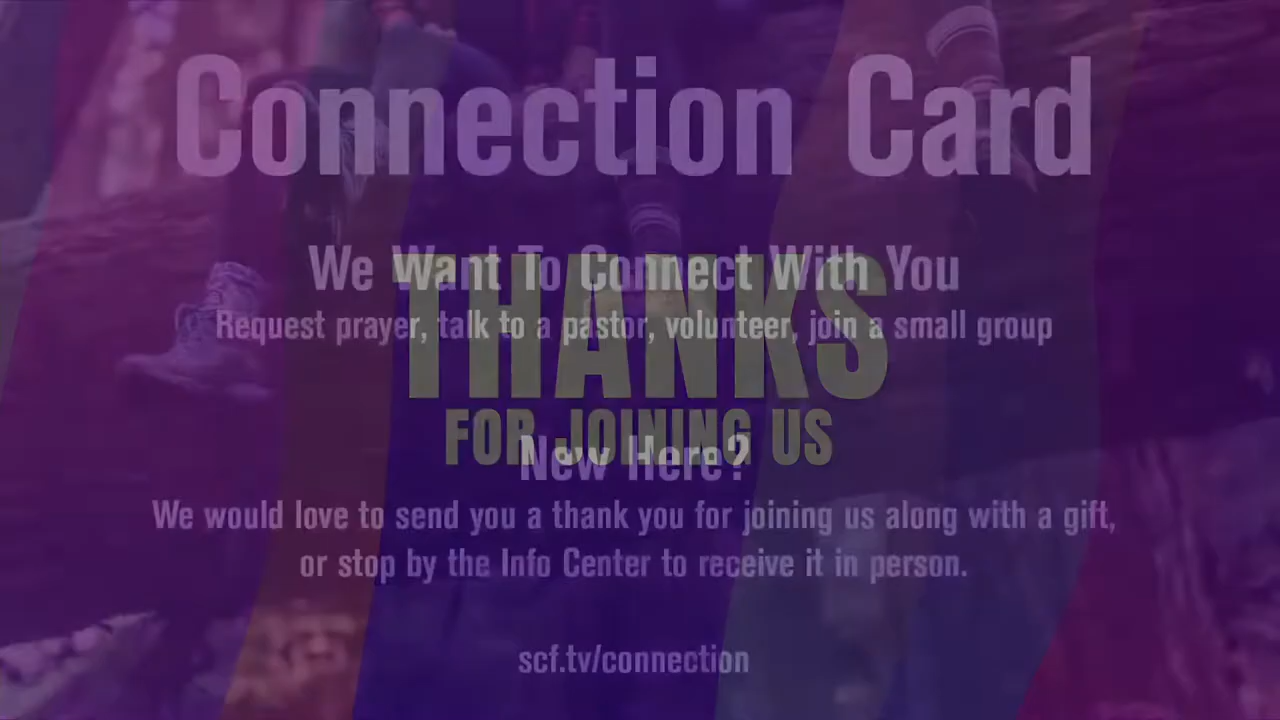 Connection Card
We Want To Connect With You
Request prayer, talk to a pastor, volunteer, join a small group
THANKS
FOR JOINING US
New Here?
We would love to send you a thank you for joining us along with a gift,
or stop by the Info Center to receive it in person.
scf.tv/connection